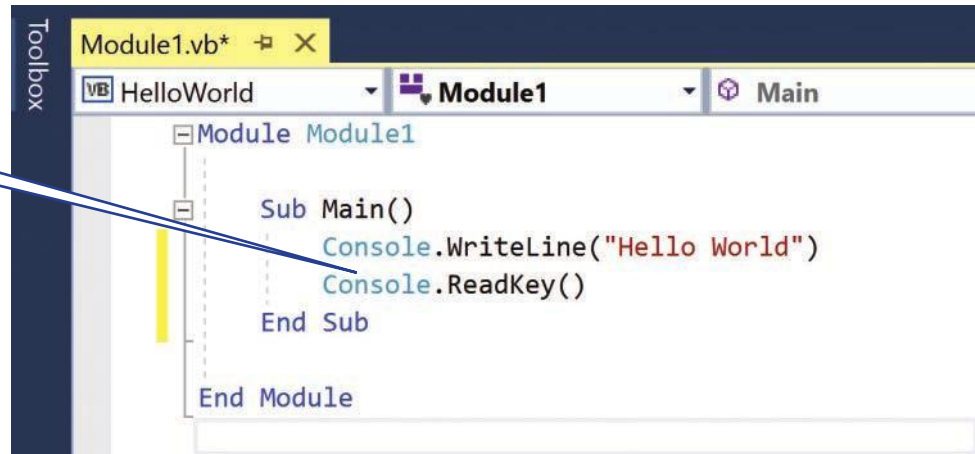 Toolbox
Module1.vb*
VB HelloWorld Module1 Main
Module Module1
Sub Main()
Console.WriteLine("Hello World")
Console.ReadKey()
End Sub
End Module